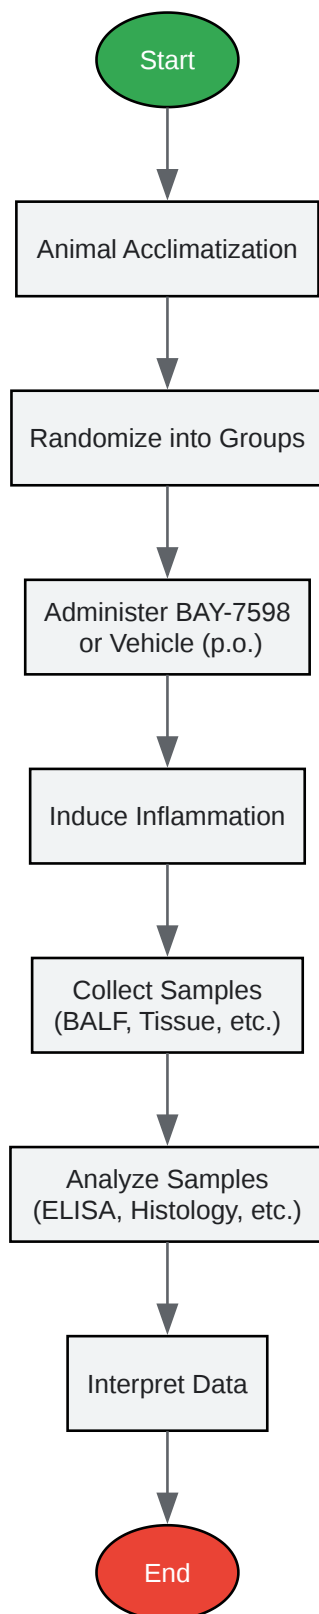 Start
Animal Acclimatization
Randomize into Groups
Administer BAY-7598
or Vehicle (p.o.)
Induce Inflammation
Collect Samples
(BALF, Tissue, etc.)
Analyze Samples
(ELISA, Histology, etc.)
Interpret Data
End